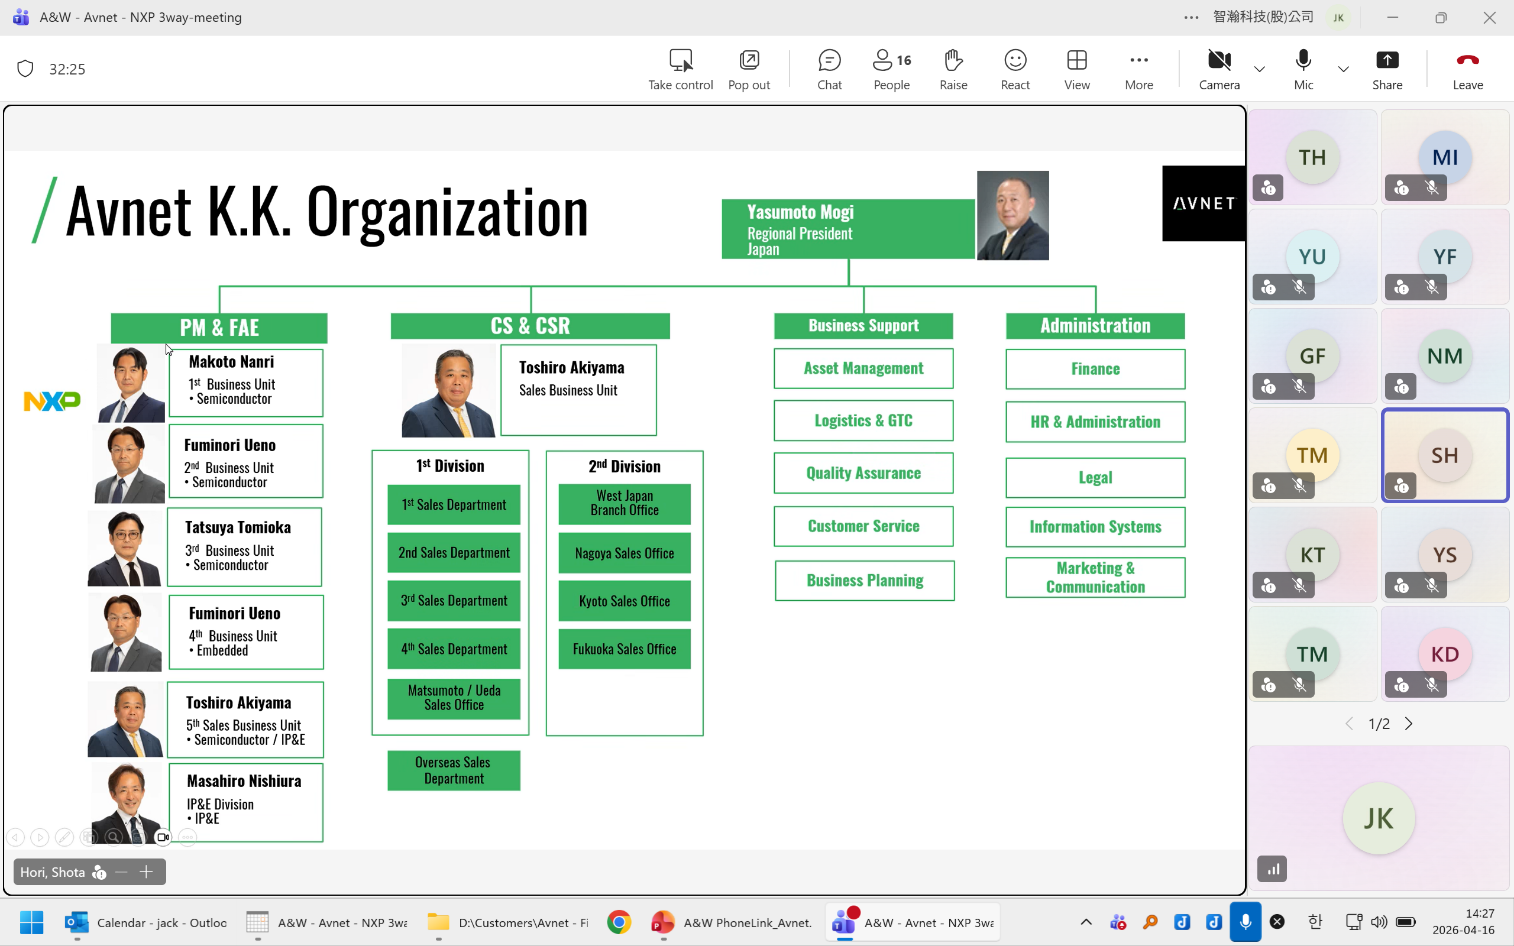 A&W - Avnet - NXP 3way-meeting
智瀚科技(股)公司
JK
32:25
Take control
Pop out
Chat
16
People
Raise
React
View
More
Camera
Mic
Share
Leave
Avnet K.K. Organization
Yasumoto Mogi
Regional President
Japan
AVNET
PM & FAE
NXP
Makoto Nanri
1st Business Unit
• Semiconductor
Fuminori Ueno
2nd Business Unit
• Semiconductor
Tatsuya Tomioka
3rd Business Unit
• Semiconductor
Fuminori Ueno
4th Business Unit
• Embedded
Toshiro Akiyama
5th Sales Business Unit
• Semiconductor / IP&E
Masahiro Nishiura
IP&E Division
• IP&E
CS & CSR
Toshiro Akiyama
Sales Business Unit
1st Division
1st Sales Department
2nd Sales Department
3rd Sales Department
4th Sales Department
Matsumoto / Ueda
Sales Office
Overseas Sales
Department
2nd Division
West Japan
Branch Office
Nagoya Sales Office
Kyoto Sales Office
Fukuoka Sales Office
Business Support
Asset Management
Logistics & GTC
Quality Assurance
Customer Service
Business Planning
Administration
Finance
HR & Administration
Legal
Information Systems
Marketing &
Communication
Hori, Shota
TH
MI
YU
YF
GF
NM
TM
SH
KT
YS
TM
KD
1/2
JK
Calendar - jack - Outloo
A&W - Avnet - NXP 3wa
D:\Customers\Avnet - Fi
A&W PhoneLink_Avnet.
A&W - Avnet - NXP 3wa
한
14:27
2026-04-16